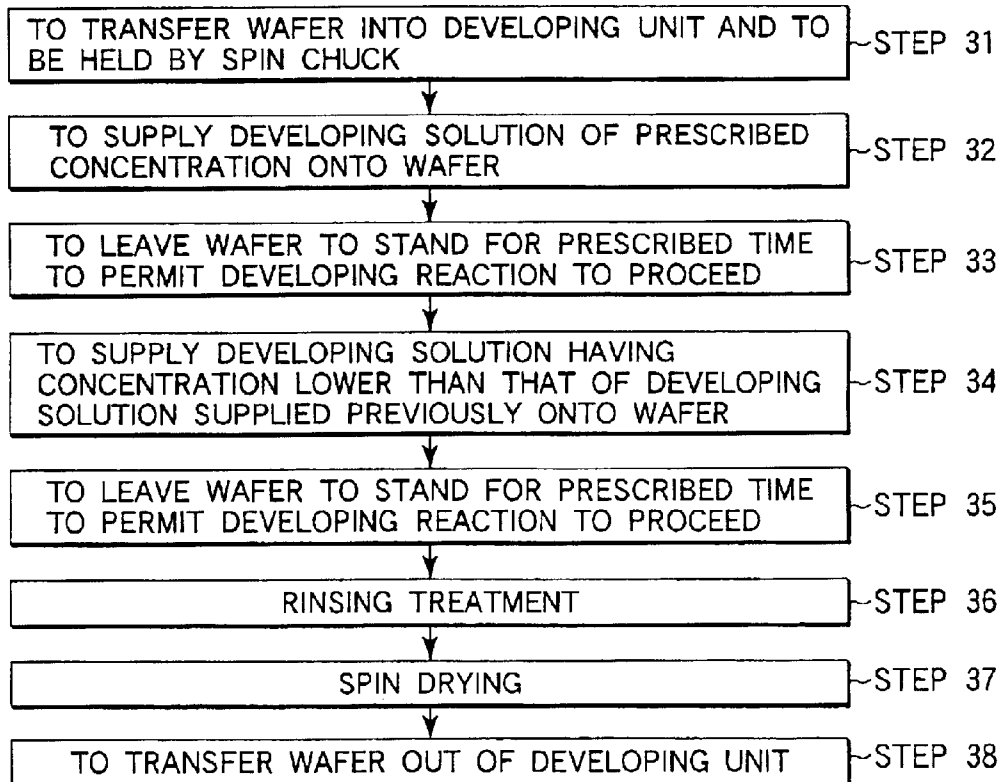 TO TRANSFER WAFER INTO DEVELOPING UNIT AND TO
BE HELD BY SPIN CHUCK
STEP 31
TO SUPPLY DEVELOPING SOLUTION OF PRESCRIBED
CONCENTRATION ONTO WAFER
STEP 32
TO LEAVE WAFER TO STAND FOR PRESCRIBED TIME
TO PERMIT DEVELOPING REACTION TO PROCEED
STEP 33
TO SUPPLY DEVELOPING SOLUTION HAVING
CONCENTRATION LOWER THAN THAT OF DEVELOPING
SOLUTION SUPPLIED PREVIOUSLY ONTO WAFER
STEP 34
TO LEAVE WAFER TO STAND FOR PRESCRIBED TIME
TO PERMIT DEVELOPING REACTION TO PROCEED
STEP 35
RINSING TREATMENT
STEP 36
SPIN DRYING
STEP 37
TO TRANSFER WAFER OUT OF DEVELOPING UNIT
STEP 38